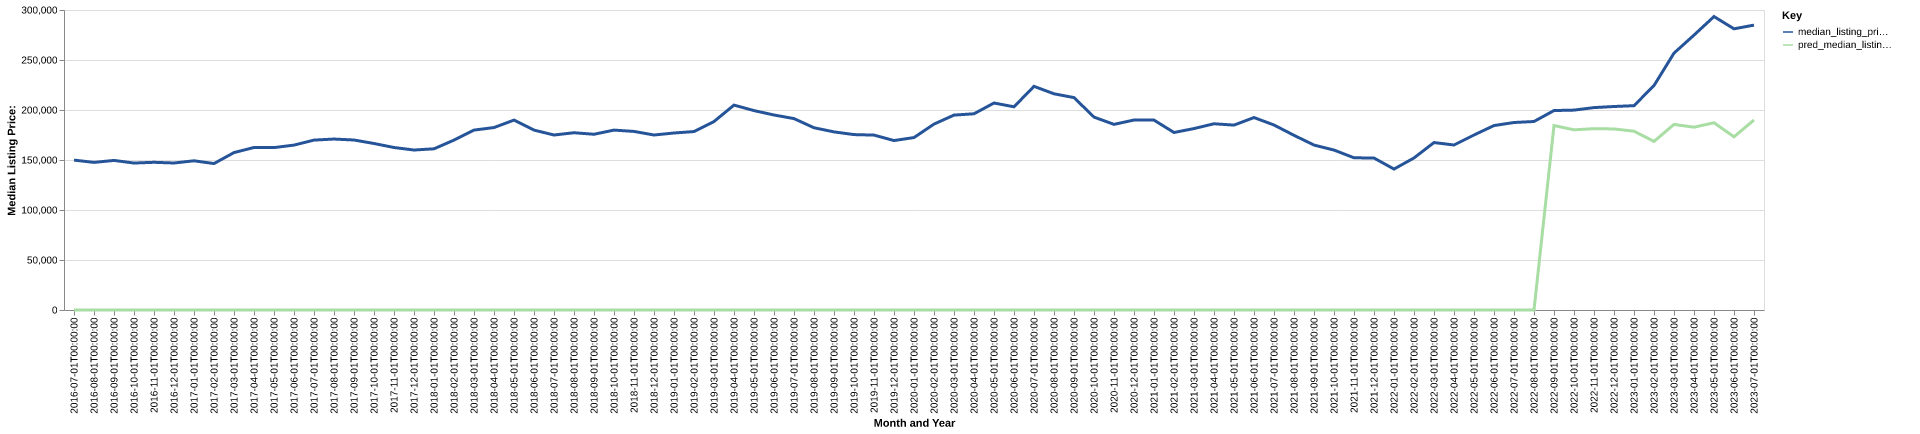 300,000
250,000
200,000
150,000
100,000
50,000
0
Median Listing Price:
2016-07-01T00:00:00
2016-08-01T00:00:00
2016-09-01T00:00:00
2016-10-01T00:00:00
2016-11-01T00:00:00
2016-12-01T00:00:00
2017-01-01T00:00:00
2017-02-01T00:00:00
2017-03-01T00:00:00
2017-04-01T00:00:00
2017-05-01T00:00:00
2017-06-01T00:00:00
2017-07-01T00:00:00
2017-08-01T00:00:00
2017-09-01T00:00:00
2017-10-01T00:00:00
2017-11-01T00:00:00
2017-12-01T00:00:00
2018-01-01T00:00:00
2018-02-01T00:00:00
2018-03-01T00:00:00
2018-04-01T00:00:00
2018-05-01T00:00:00
2018-06-01T00:00:00
2018-07-01T00:00:00
2018-08-01T00:00:00
2018-09-01T00:00:00
2018-10-01T00:00:00
2018-11-01T00:00:00
2018-12-01T00:00:00
2019-01-01T00:00:00
2019-02-01T00:00:00
2019-03-01T00:00:00
2019-04-01T00:00:00
2019-05-01T00:00:00
2019-06-01T00:00:00
2019-07-01T00:00:00
2019-08-01T00:00:00
2019-09-01T00:00:00
2019-10-01T00:00:00
2019-11-01T00:00:00
2019-12-01T00:00:00
2020-01-01T00:00:00
2020-02-01T00:00:00
2020-03-01T00:00:00
2020-04-01T00:00:00
2020-05-01T00:00:00
2020-06-01T00:00:00
2020-07-01T00:00:00
2020-08-01T00:00:00
2020-09-01T00:00:00
2020-10-01T00:00:00
2020-11-01T00:00:00
2020-12-01T00:00:00
2021-01-01T00:00:00
2021-02-01T00:00:00
2021-03-01T00:00:00
2021-04-01T00:00:00
2021-05-01T00:00:00
2021-06-01T00:00:00
2021-07-01T00:00:00
2021-08-01T00:00:00
2021-09-01T00:00:00
2021-10-01T00:00:00
2021-11-01T00:00:00
2021-12-01T00:00:00
2022-01-01T00:00:00
2022-02-01T00:00:00
2022-03-01T00:00:00
2022-04-01T00:00:00
2022-05-01T00:00:00
2022-06-01T00:00:00
2022-07-01T00:00:00
2022-08-01T00:00:00
2022-09-01T00:00:00
2022-10-01T00:00:00
2022-11-01T00:00:00
2022-12-01T00:00:00
2023-01-01T00:00:00
2023-02-01T00:00:00
2023-03-01T00:00:00
2023-04-01T00:00:00
2023-05-01T00:00:00
2023-06-01T00:00:00
2023-07-01T00:00:00
Month and Year
Key
median_listing_pri…
pred_median_listin…